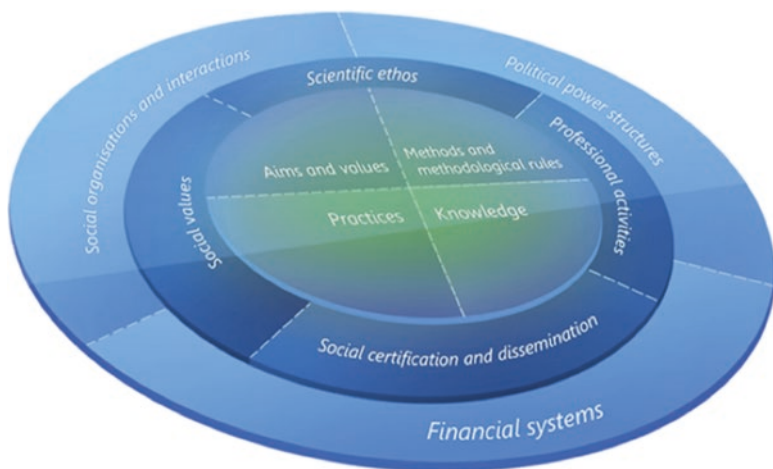 Social organisations and interactions
Political power structures
Scientific ethos
Professional activities
Social values
Aims and values
Methods and
methodological rules
Practices
Knowledge
Social certification and dissemination
Financial systems